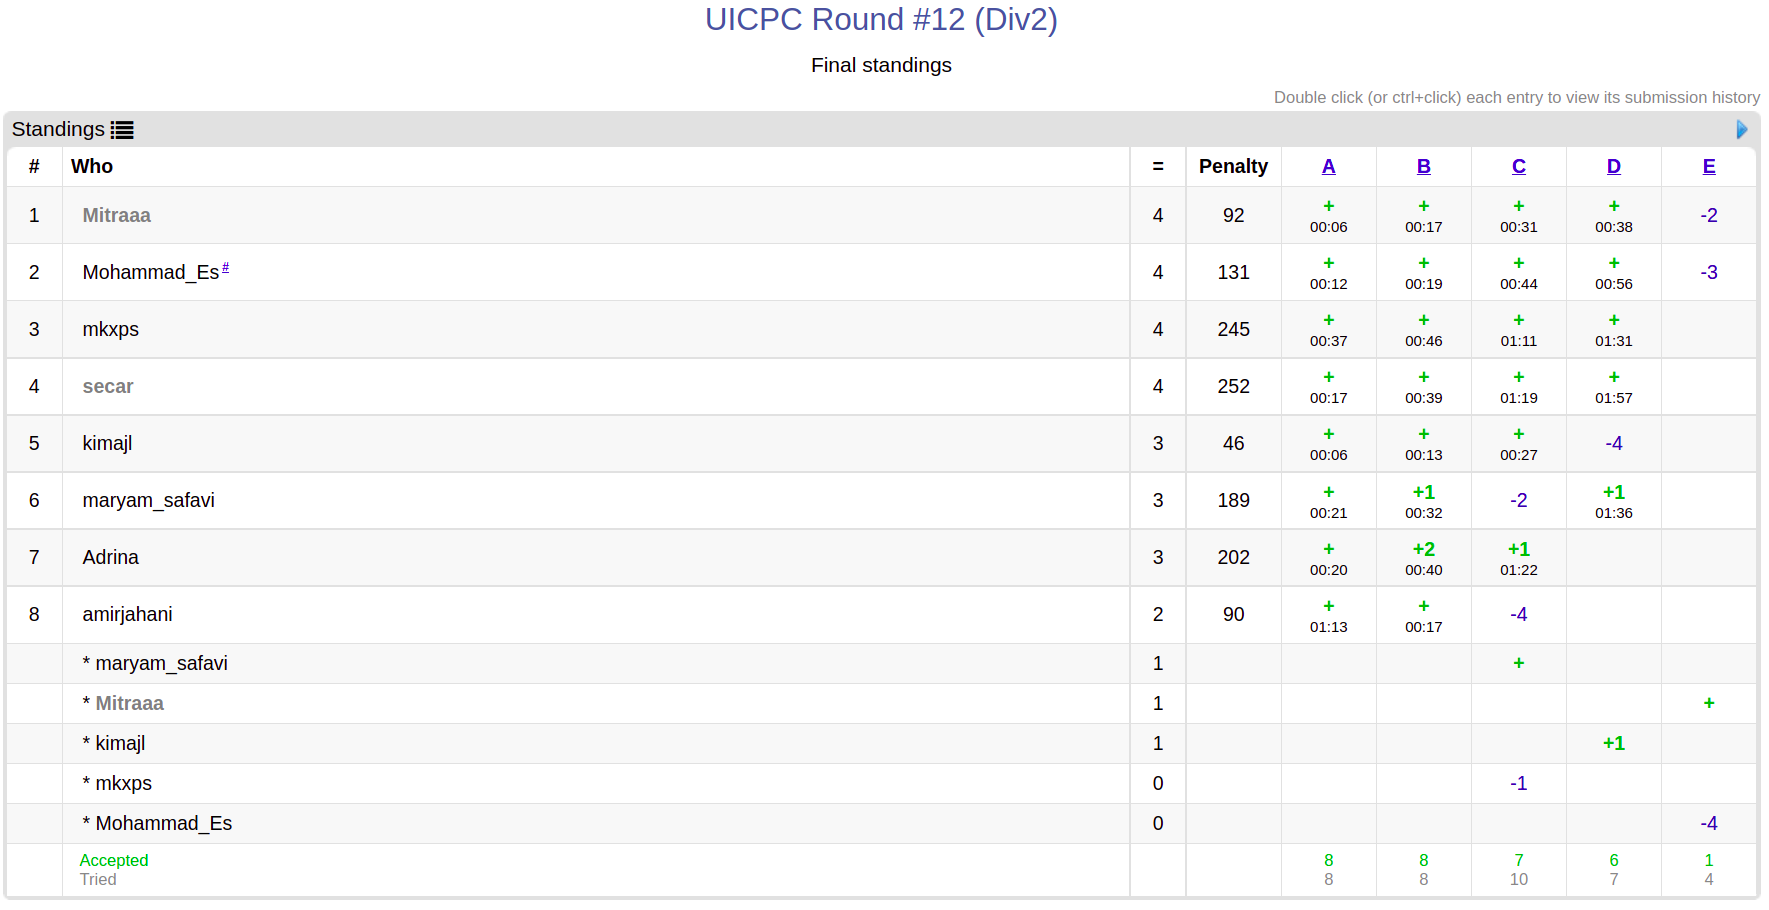 UICPC Round #12 (Div2)
Final standings
Double click (or ctrl+click) each entry to view its submission history
Standings
# Who = Penalty A B C D E
1 Mitraaa 4 92 + 00:06 + 00:17 + 00:31 + 00:38 -2
2 Mohammad_Es # 4 131 + 00:12 + 00:19 + 00:44 + 00:56 -3
3 mkxps 4 245 + 00:37 + 00:46 + 01:11 + 01:31
4 secar 4 252 + 00:17 + 00:39 + 01:19 + 01:57
5 kimajl 3 46 + 00:06 + 00:13 + 00:27 -4
6 maryam_safavi 3 189 + 00:21 +1 00:32 -2 +1 01:36
7 Adrina 3 202 + 00:20 +2 00:40 +1 01:22
8 amirjahani 2 90 + 01:13 + 00:17 -4
* maryam_safavi 1 +
* Mitraaa 1 +
* kimajl 1 +1
* mkxps 0 -1
* Mohammad_Es 0 -4
Accepted 8 8 7 6 1
Tried 8 8 10 7 4